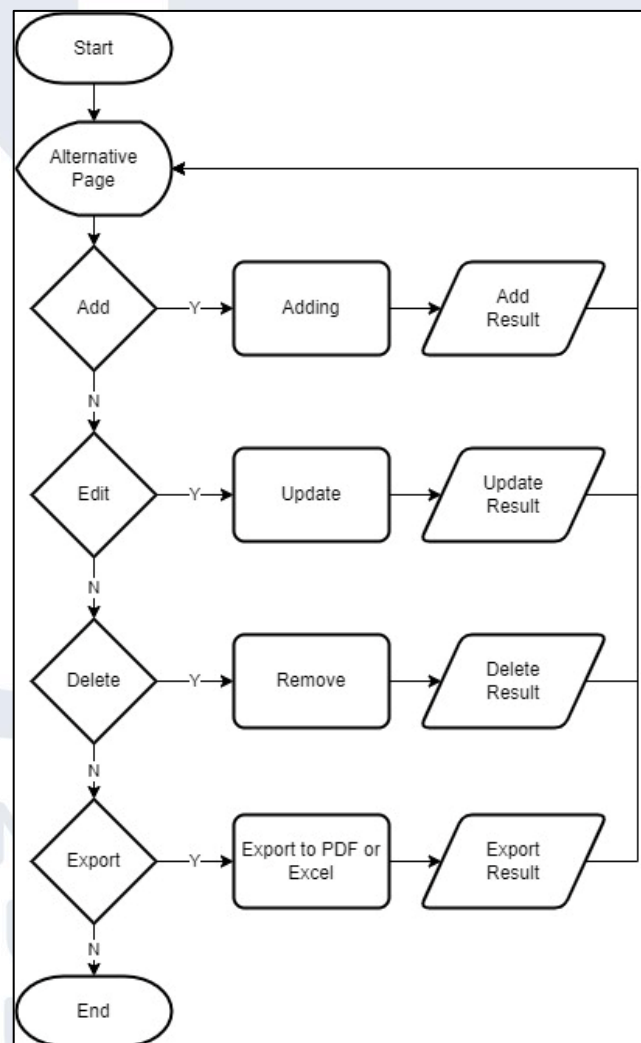 Start
Alternative
Page
Add
Y
Adding
Add
Result
N
Edit
Y
Update
Update
Result
N
Delete
Y
Remove
Delete
Result
N
Export
Y
Export to PDF or
Excel
Export
Result
N
End